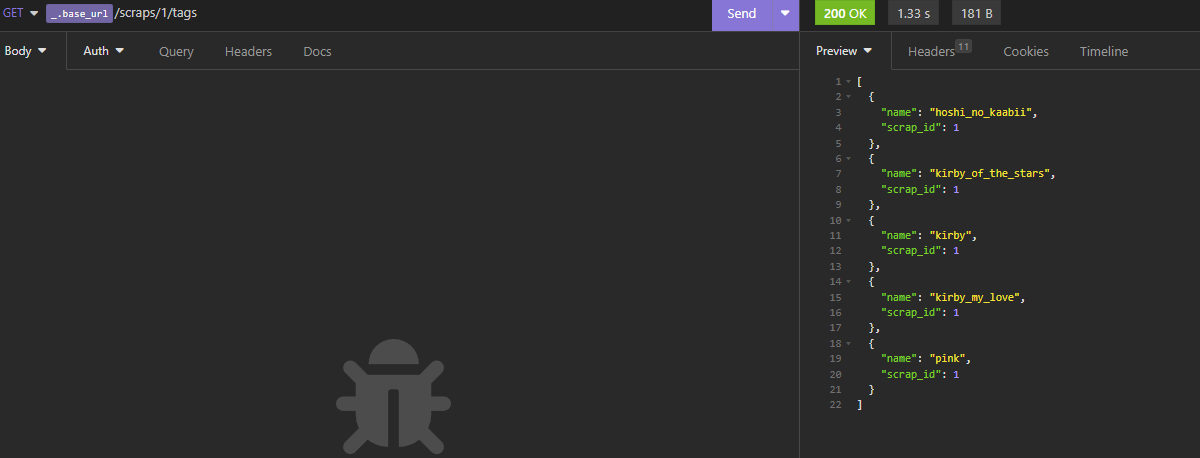 GET _.base_url /scraps/1/tags Send 200 OK 1.33 s 181 B
Body Auth Query Headers Docs Preview Headers 11 Cookies Timeline
1 [
2 {
3 "name": "hoshi_no_kaabii",
4 "scrap_id": 1
5 },
6 {
7 "name": "kirby_of_the_stars",
8 "scrap_id": 1
9 },
10 {
11 "name": "kirby",
12 "scrap_id": 1
13 },
14 {
15 "name": "kirby_my_love",
16 "scrap_id": 1
17 },
18 {
19 "name": "pink",
20 "scrap_id": 1
21 }
22 ]